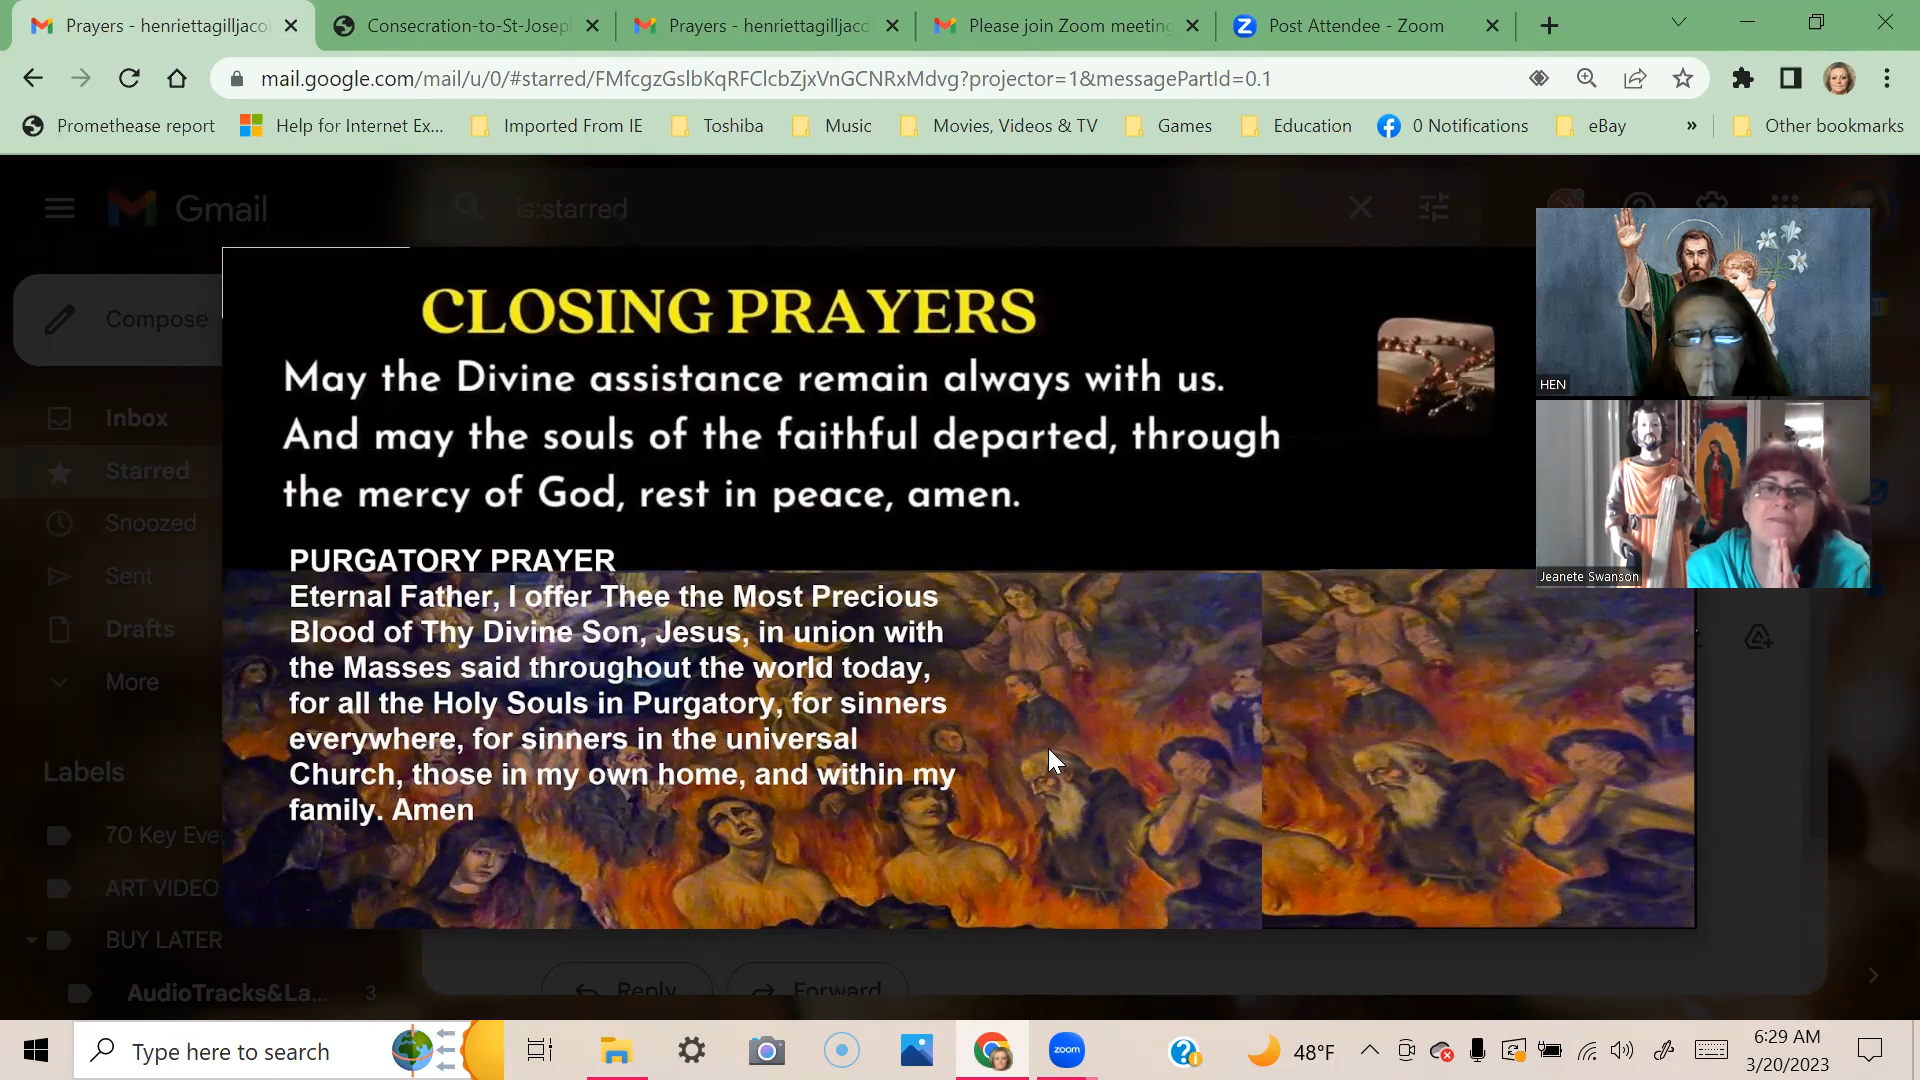 Prayers - henriettagilljaco
Consecration-to-St-Josep
Prayers - henriettagilljaco
Please join Zoom meeting
Post Attendee - Zoom
mail.google.com/mail/u/0/#starred/FMfcgzGslbKqRFClcbZjxVnGCNRxMdvg?projector=1&messagePartId=0.1
Promethease report
Help for Internet Ex...
Imported From IE
Toshiba
Music
Movies, Videos & TV
Games
Education
0 Notifications
eBay
»
Other bookmarks
Gmail
is:starred
Compose
Inbox
Starred
Snoozed
Sent
Drafts
More
Labels
70 Key Eve
ART VIDEO
BUY LATER
AudioTracks&La... 3
CLOSING PRAYERS
May the Divine assistance remain always with us.
And may the souls of the faithful departed, through
the mercy of God, rest in peace, amen.
PURGATORY PRAYER
Eternal Father, I offer Thee the Most Precious
Blood of Thy Divine Son, Jesus, in union with
the Masses said throughout the world today,
for all the Holy Souls in Purgatory, for sinners
everywhere, for sinners in the universal
Church, those in my own home, and within my
family. Amen
HEN
Jeanete Swanson
Reply
Forward
Type here to search
zoom
48°F
6:29 AM
3/20/2023